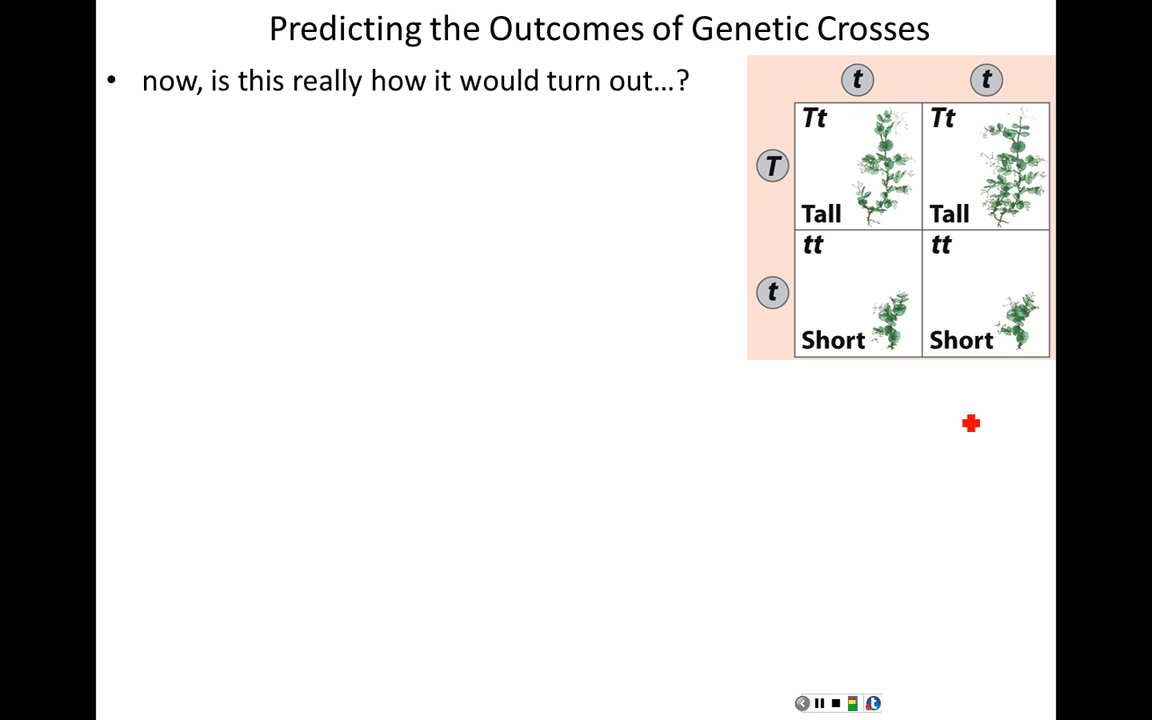 Predicting the Outcomes of Genetic Crosses
• now, is this really how it would turn out...?
t t
Tt Tt
T
Tall Tall
tt tt
t
Short Short
t